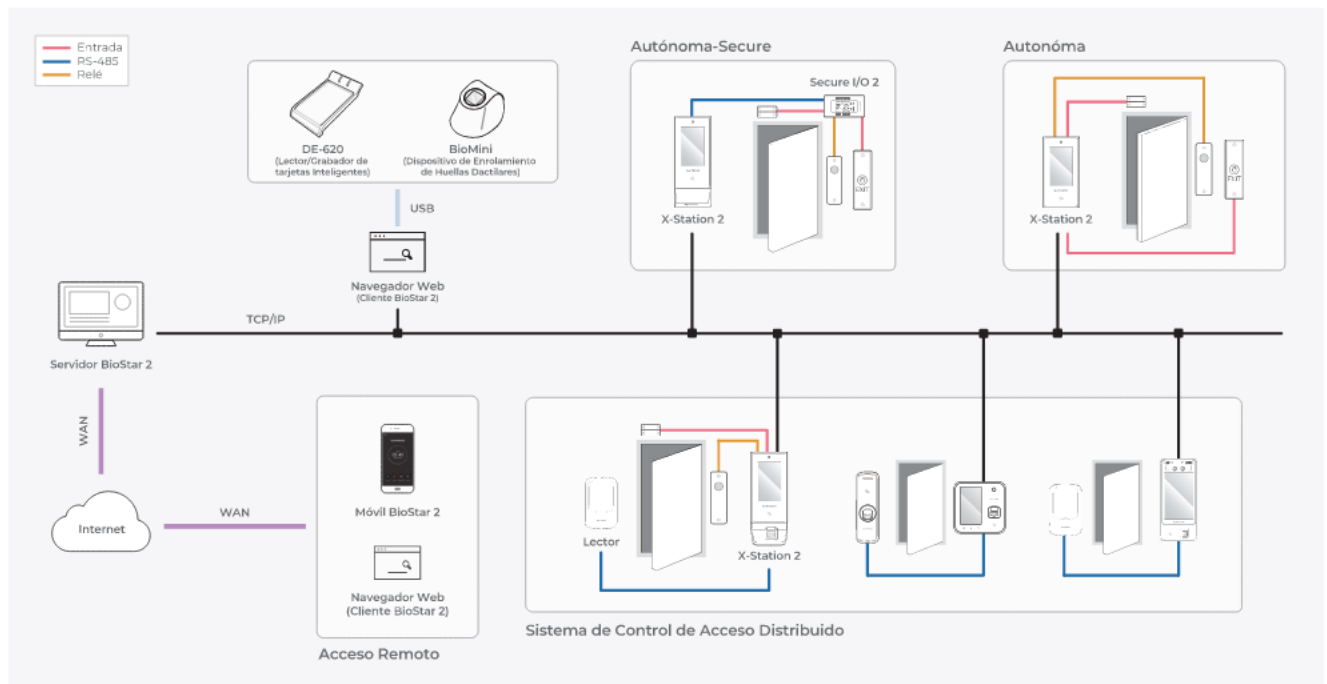 Entrada
RS-485
Relé
DE-620
(Lector/Grabador de
tarjetas Inteligentes)
BioMini
(Dispositivo de Enrolamiento
de Huellas Dactilares)
USB
Navegador Web
(Cliente BioStar 2)
Autónoma-Secure
Secure I/O 2
EXIT
X-Station 2
Autonóma
EXIT
X-Station 2
TCP/IP
Servidor BioStar 2
WAN
Internet
WAN
Móvil BioStar 2
Navegador Web
(Cliente BioStar 2)
Acceso Remoto
Lector
X-Station 2
Sistema de Control de Acceso Distribuido